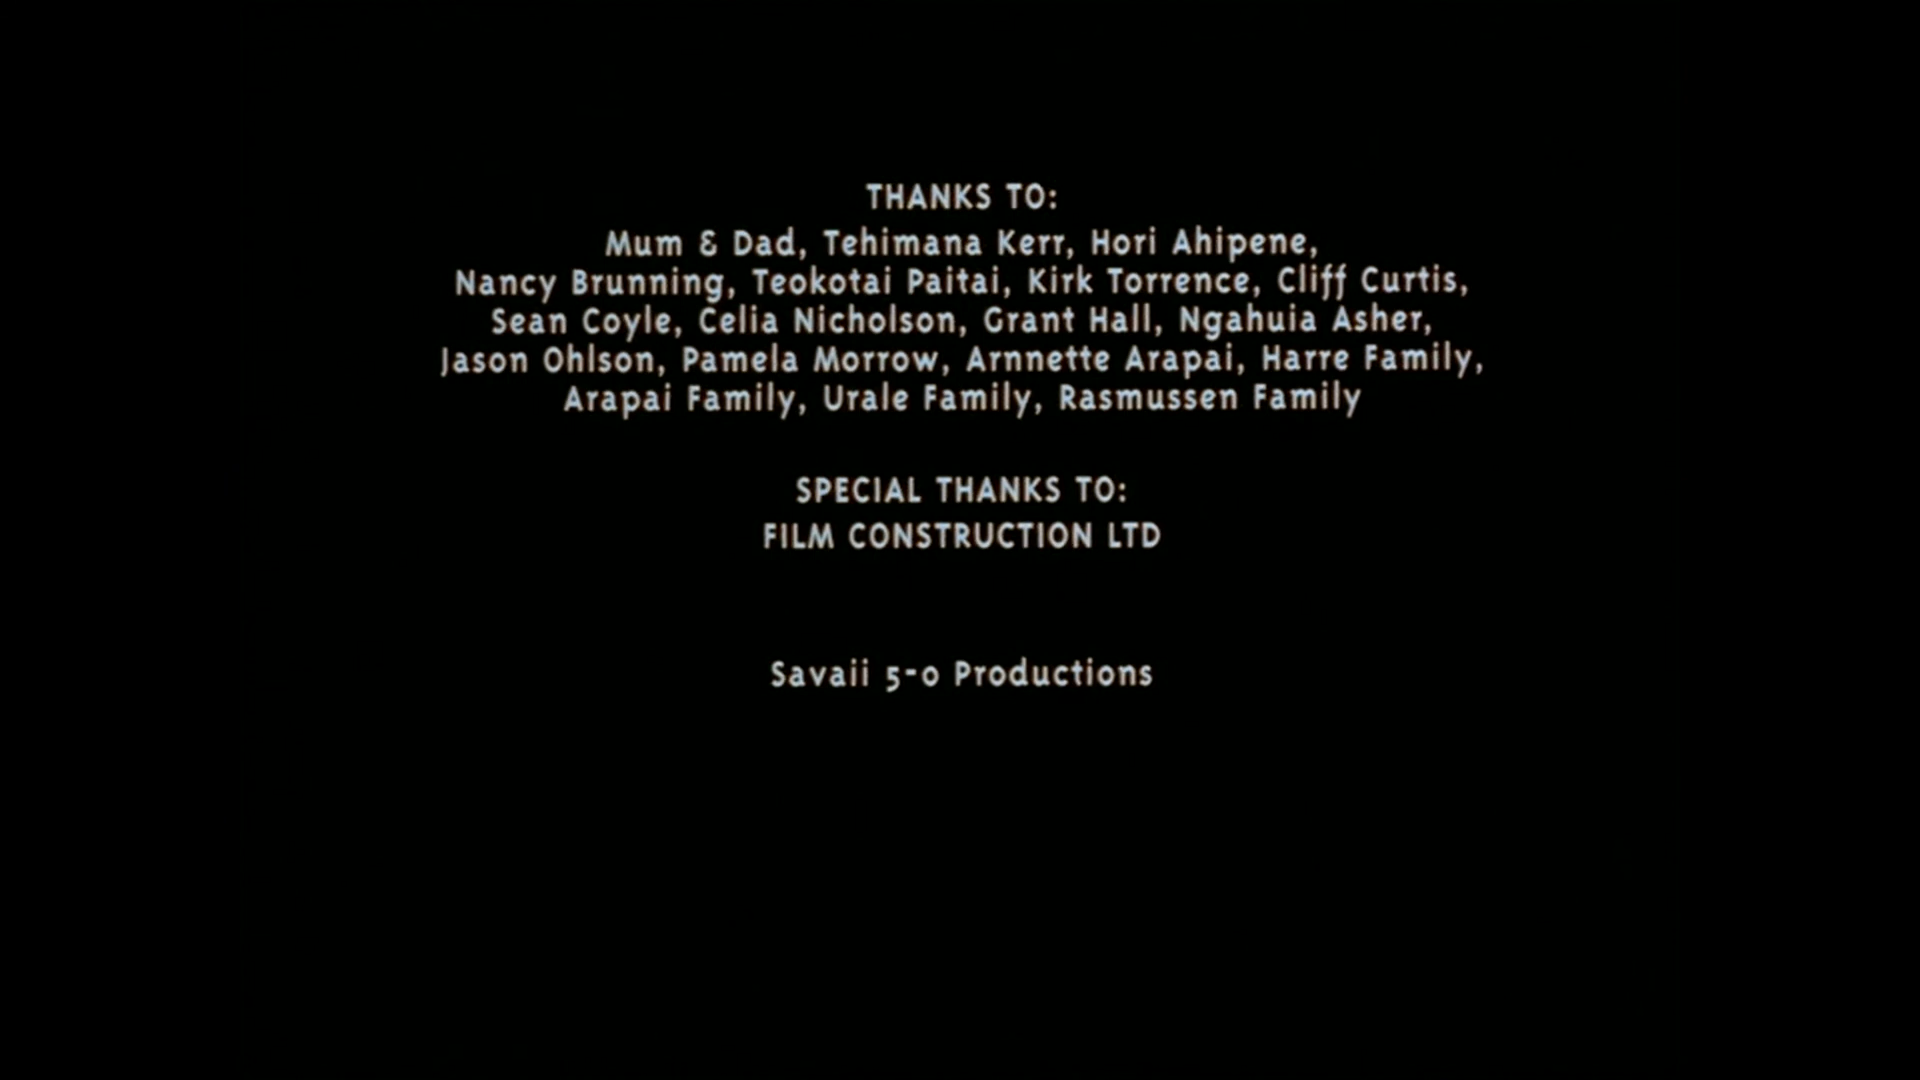 THANKS TO:
Mum & Dad, Tehimana Kerr, Hori Ahipene,
Nancy Brunning, Teokotai Paitai, Kirk Torrence, Cliff Curtis,
Sean Coyle, Celia Nicholson, Grant Hall, Ngahuia Asher,
Jason Ohlson, Pamela Morrow, Arnnette Arapai, Harre Family,
Arapai Family, Urale Family, Rasmussen Family
SPECIAL THANKS TO:
FILM CONSTRUCTION LTD
Savaii 5-0 Productions